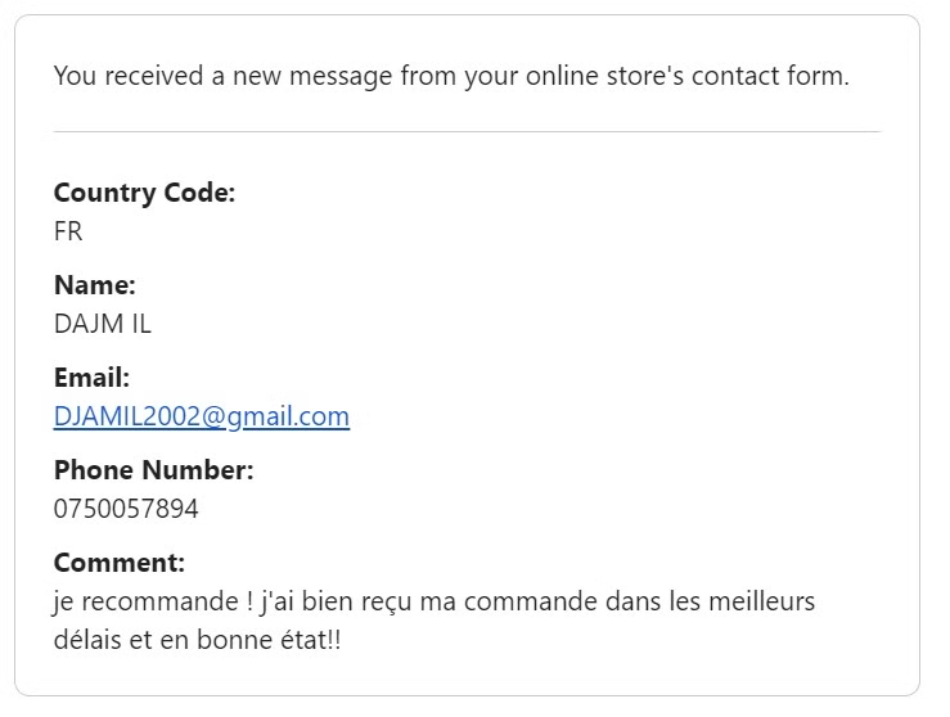 You received a new message from your online store's contact form.
Country Code:
FR
Name:
DAJM IL
Email:
DJAMIL2002@gmail.com
Phone Number:
0750057894
Comment:
je recommande ! j'ai bien reçu ma commande dans les meilleurs
délais et en bonne état!!